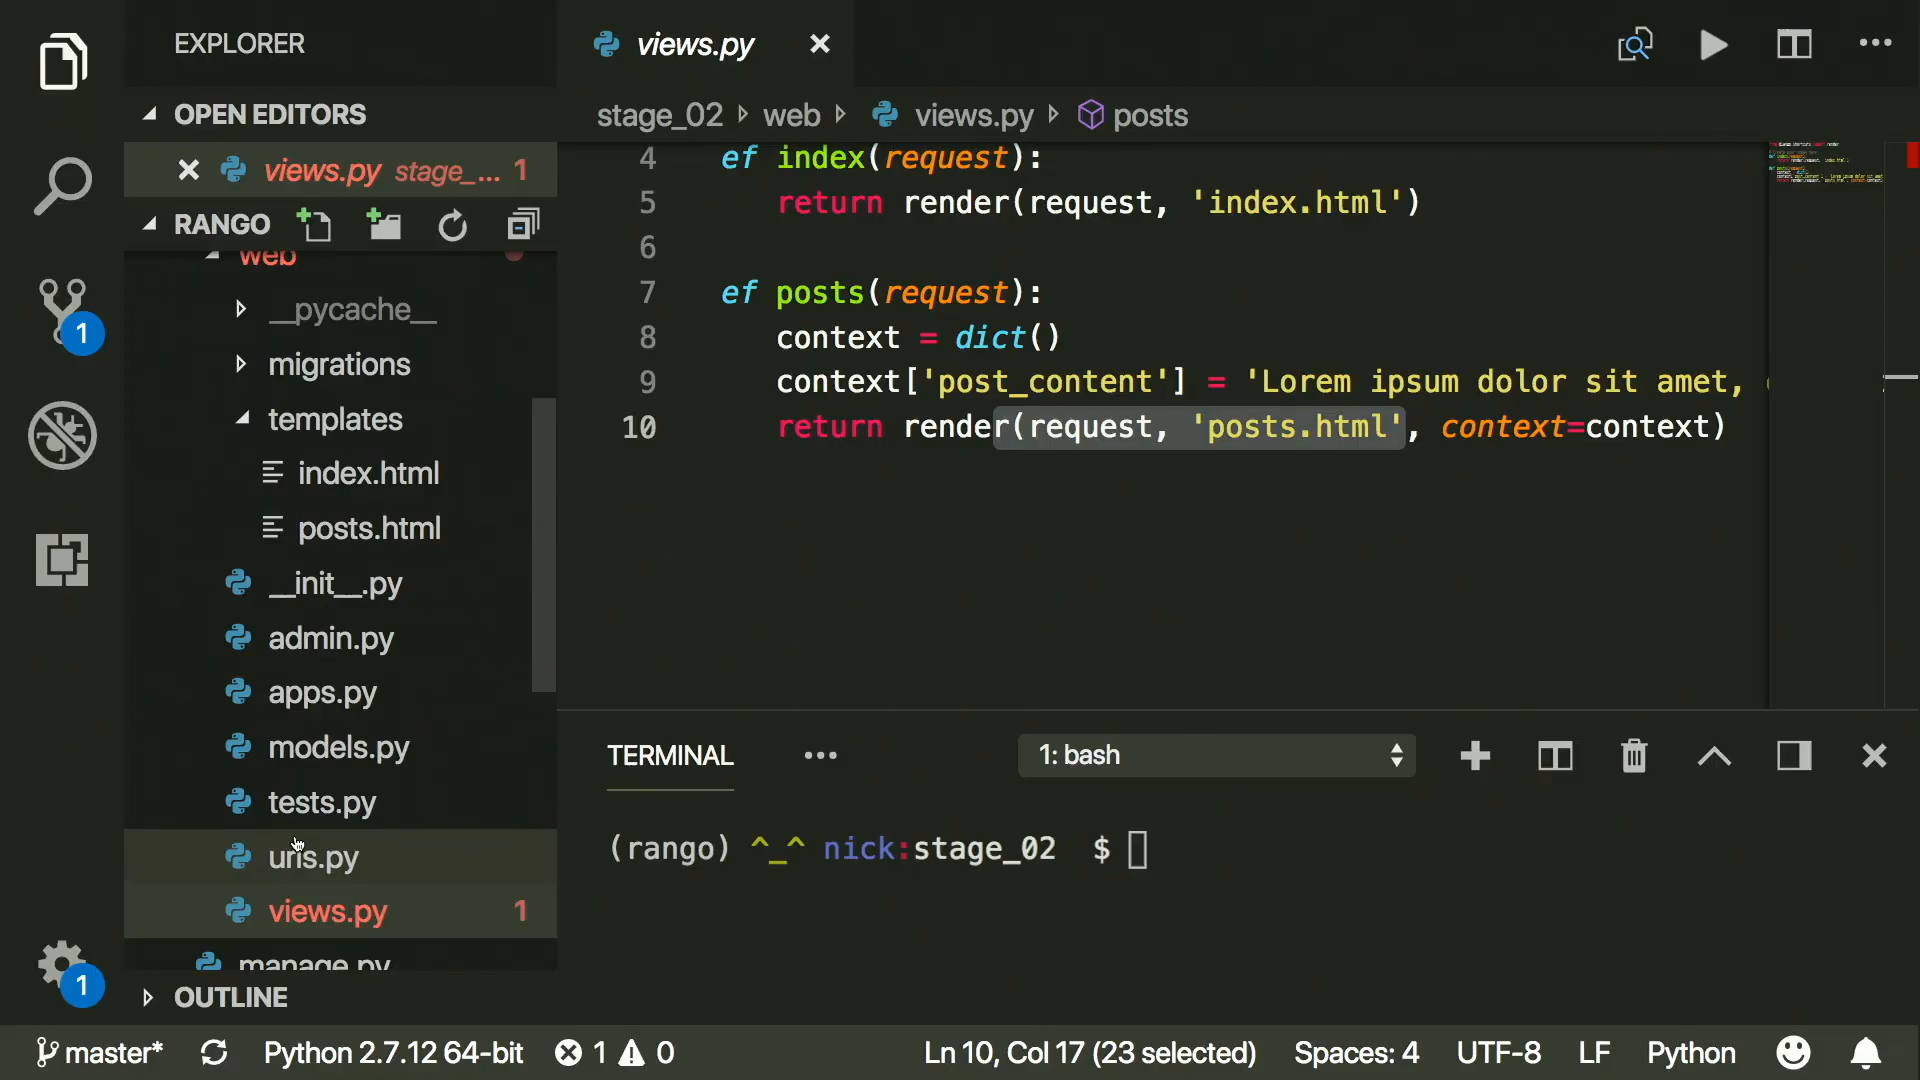 EXPLORER
OPEN EDITORS
views.py stage_... 1
RANGO
web
__pycache__
migrations
templates
index.html
posts.html
__init__.py
admin.py
apps.py
models.py
tests.py
urls.py
views.py 1
manage.py
OUTLINE
views.py
stage_02 web views.py posts
4 ef index(request):
5 return render(request, 'index.html')
6
7 ef posts(request):
8 context = dict()
9 context['post_content'] = 'Lorem ipsum dolor sit amet,
10 return render(request, 'posts.html', context=context)
TERMINAL ... 1: bash
(rango) ^_^ nick:stage_02 $
1
1
master* Python 2.7.12 64-bit 1 0 Ln 10, Col 17 (23 selected) Spaces: 4 UTF-8 LF Python